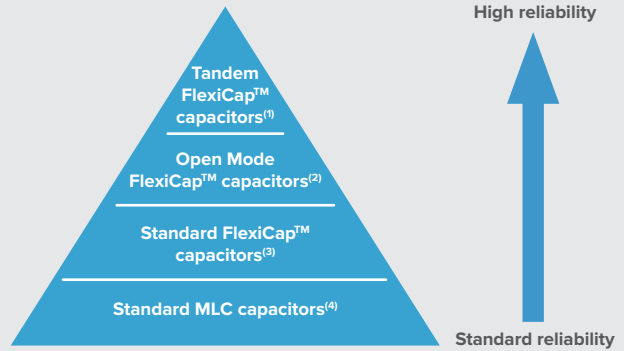 High reliability
Tandem
FlexiCap™
capacitors(1)
Open Mode
FlexiCap™ capacitors(2)
Standard FlexiCap™
capacitors(3)
Standard MLC capacitors(4)
Standard reliability